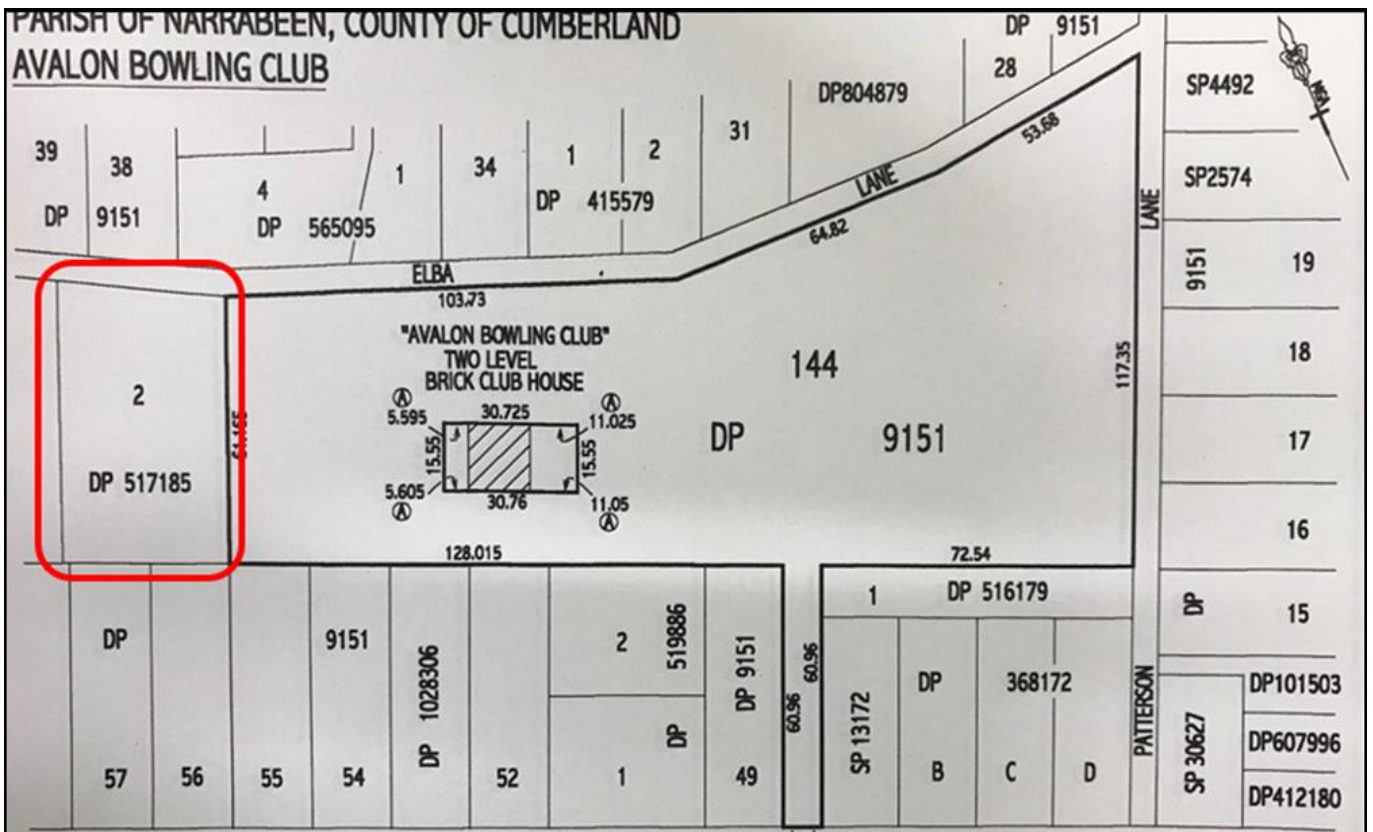 PARISH OF NARRABEEN, COUNTY OF CUMBERLAND
AVALON BOWLING CLUB
DP 9151
28
DP804879
SP4492
MGA
39
38
DP 9151
4
DP 565095
1
34
1
2
DP 415579
31
LANE
53.68
SP2574
LANE
64.82
ELBA
103.73
9151
19
"AVALON BOWLING CLUB"
TWO LEVEL
BRICK CLUB HOUSE
144
DP 9151
117.35
18
2
DP 517185
A
5.595
30.725
A
11.025
15.55
15.55
5.605
A
30.76
11.05
A
17
16
128.015
72.54
1
DP 516179
DP
15
DP
9151
DP 1028306
2
519886
DP
DP 9151
60.96
60.96
SP 13172
DP 368172
PATTERSON
SP 30627
DP101503
DP607996
DP412180
57
56
55
54
52
1
49
B
C
D